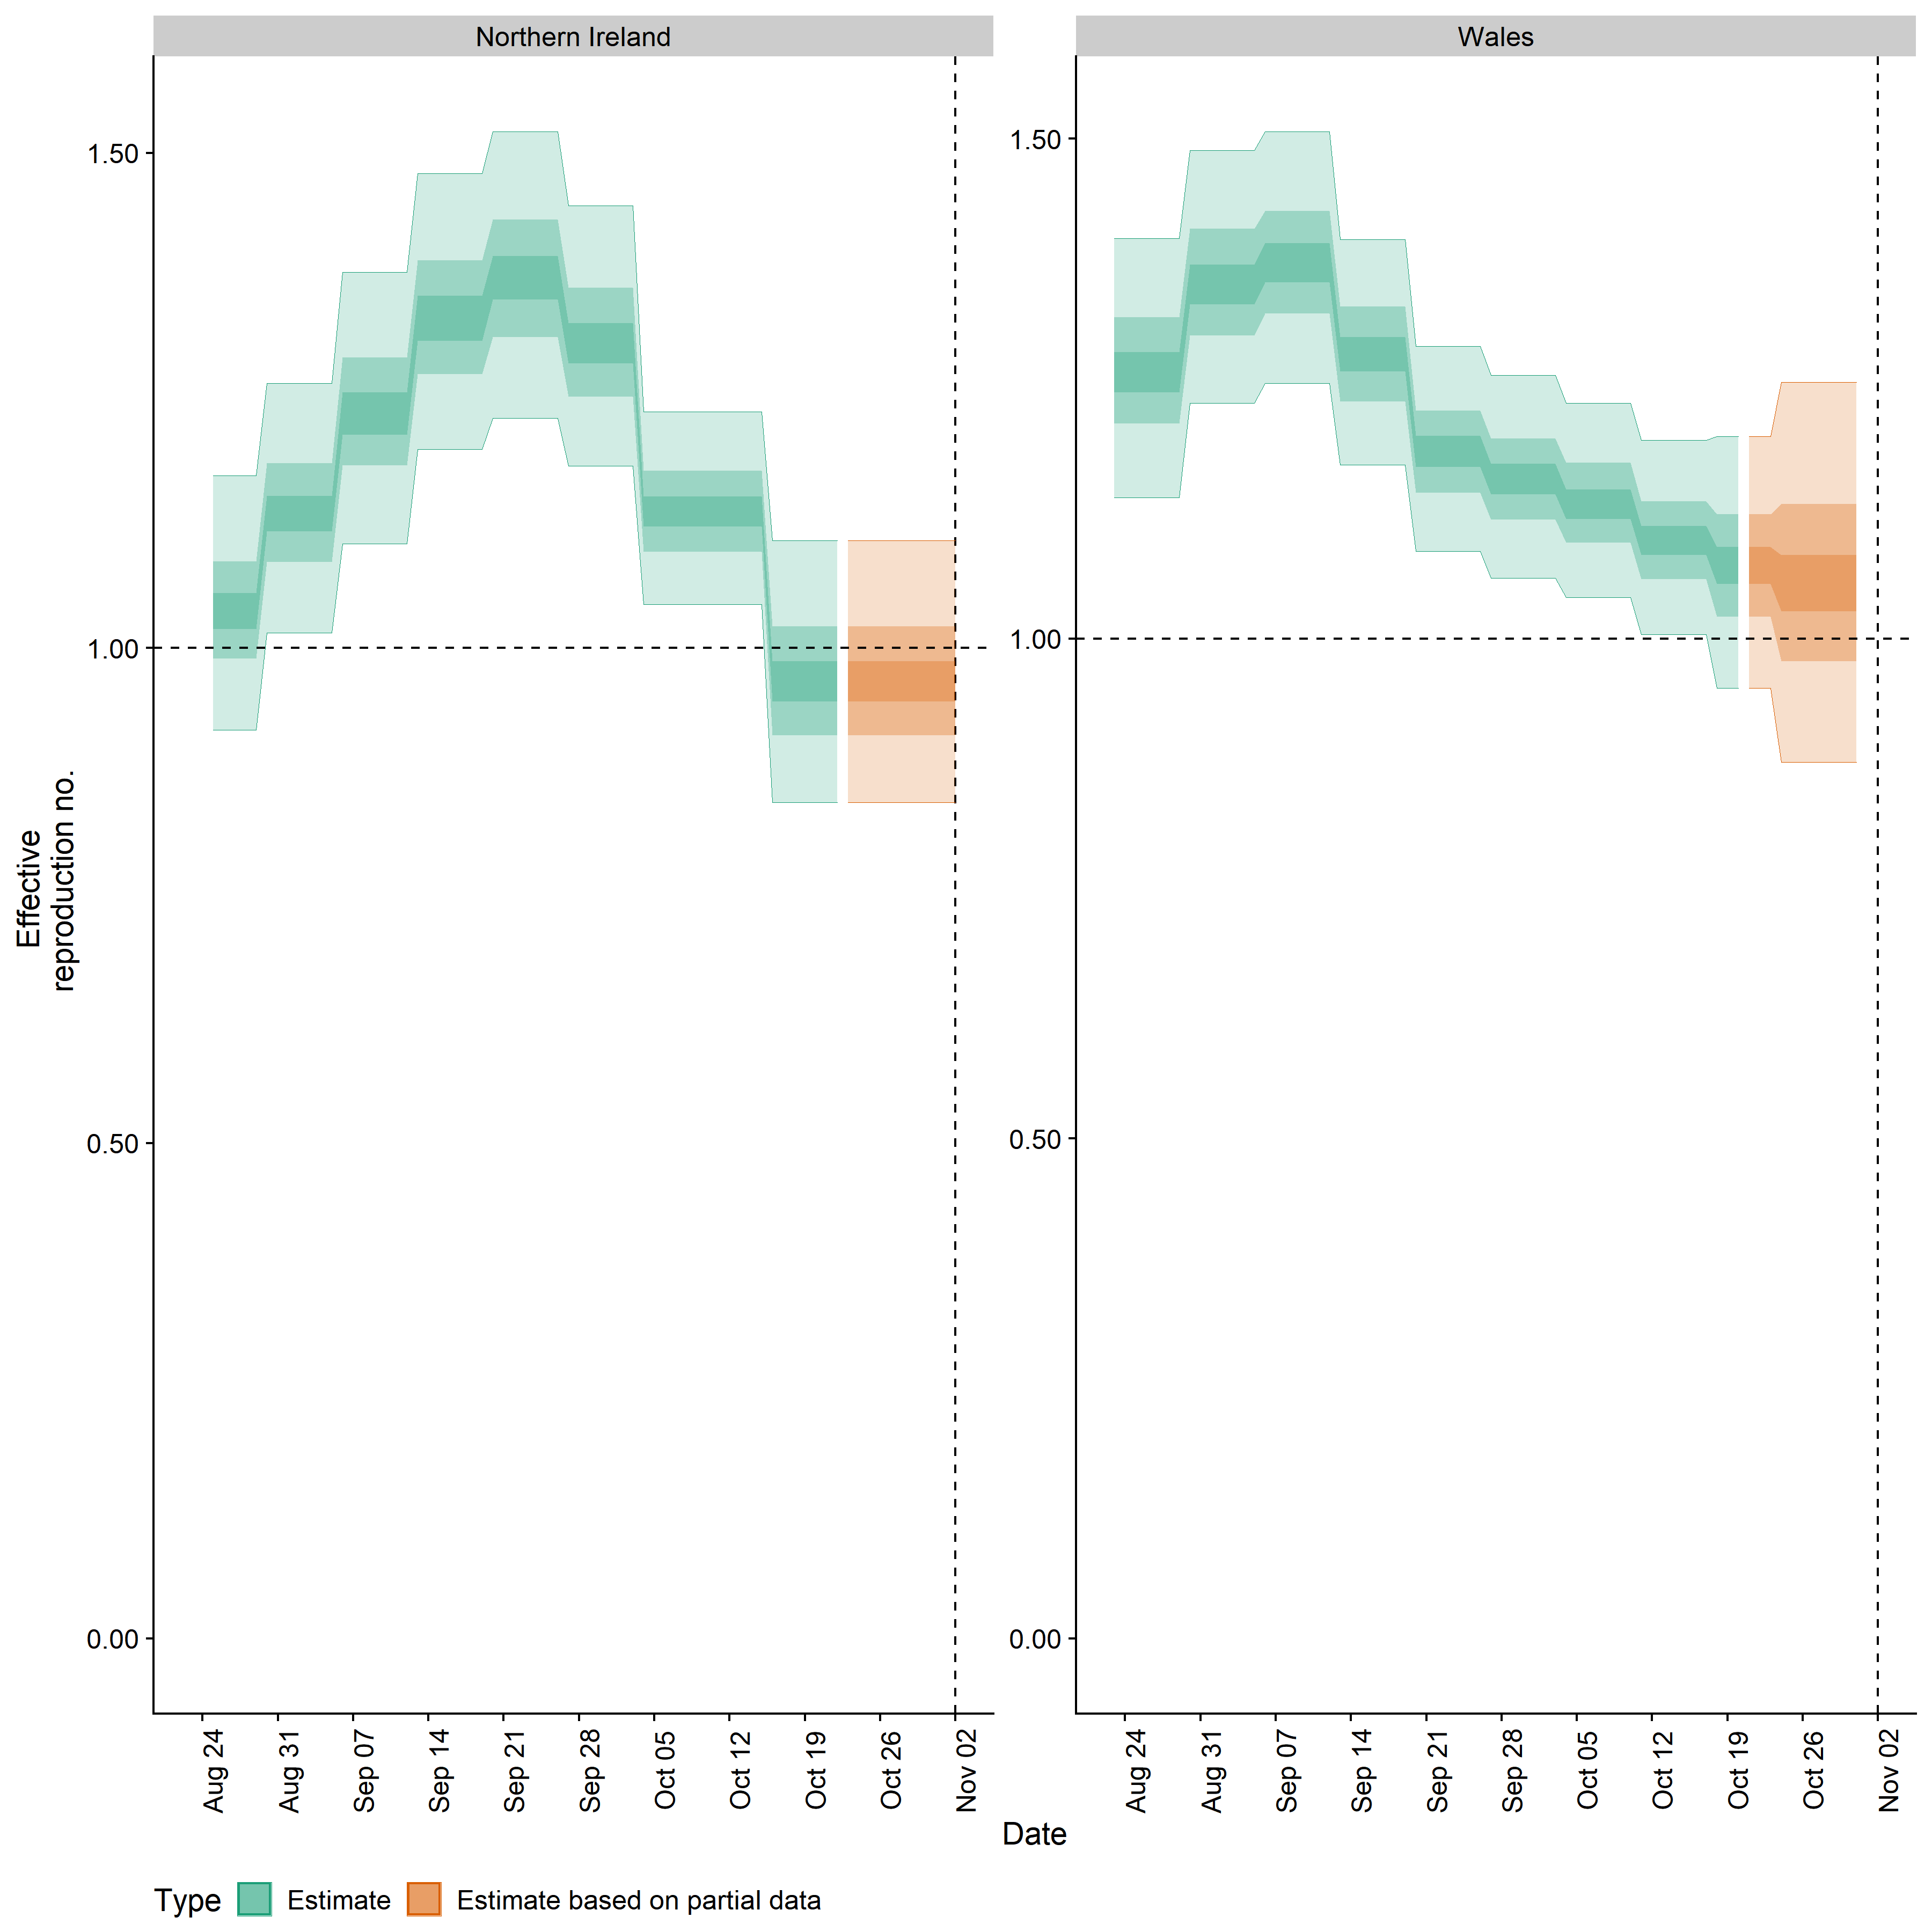 Northern Ireland
Wales
Effective
reproduction no.
1.50
1.00
0.50
0.00
1.50
1.00
0.50
0.00
Aug 24
Aug 31
Sep 07
Sep 14
Sep 21
Sep 28
Oct 05
Oct 12
Oct 19
Oct 26
Nov 02
Aug 24
Aug 31
Sep 07
Sep 14
Sep 21
Sep 28
Oct 05
Oct 12
Oct 19
Oct 26
Nov 02
Date
Type Estimate Estimate based on partial data